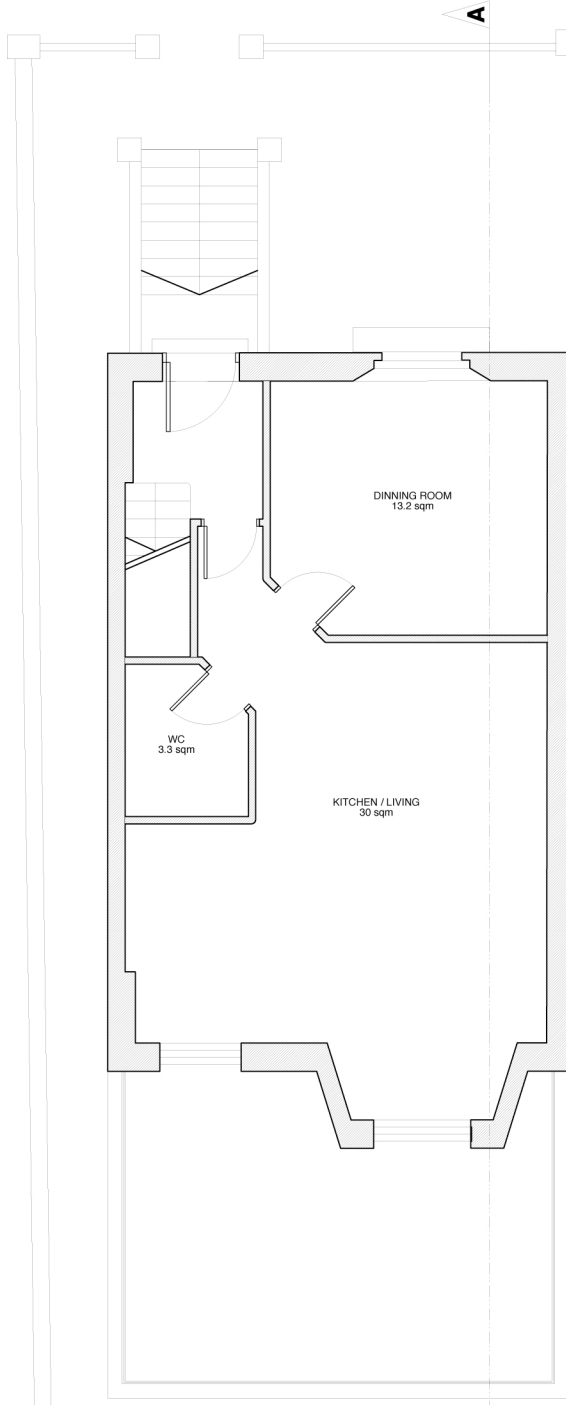 A
DINNING ROOM
13.2 sqm
WC
3.3 sqm
KITCHEN / LIVING
30 sqm